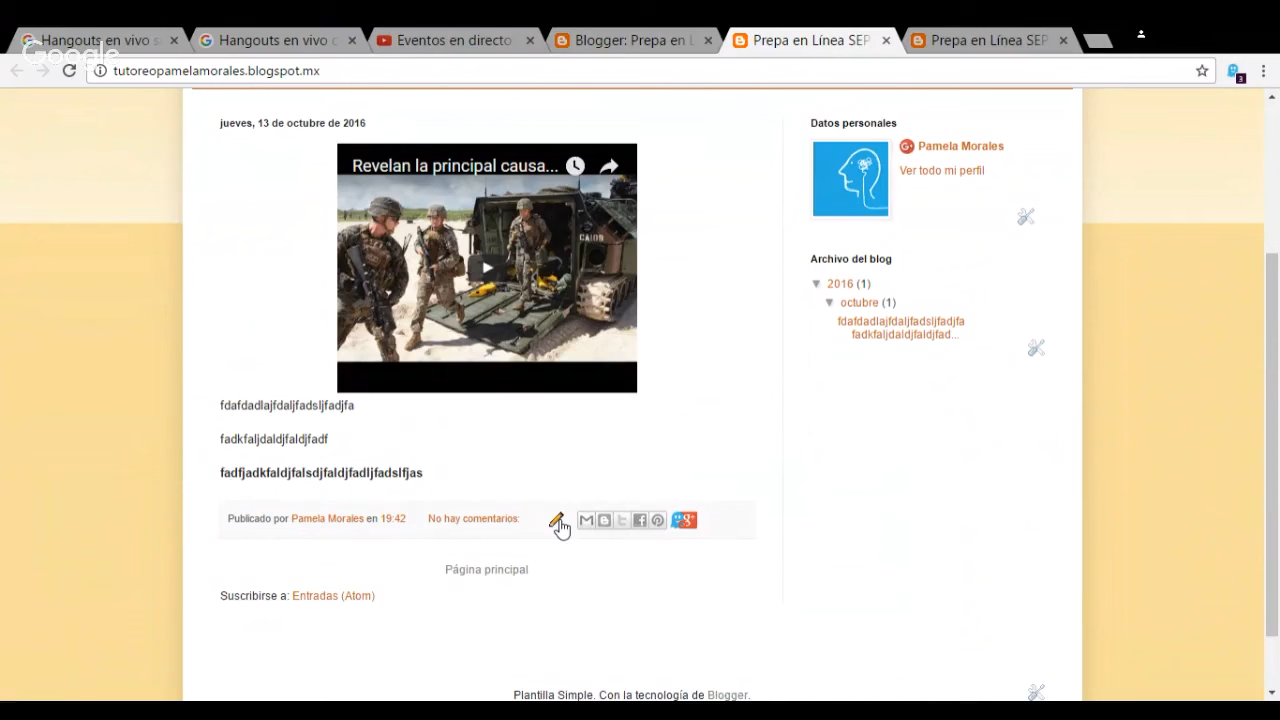 Hangouts en vivo s
Hangouts en vivo c
Eventos en directo
Blogger: Prepa en L
Prepa en Línea SEP
Prepa en Línea SEP
Google
tutoreopamelamorales.blogspot.mx
3
jueves, 13 de octubre de 2016
Revelan la principal causa...
fdafdadlajfdaljfadsljfadjfa
fadkfaljdaldjfaldjfadf
fadfjadkfaldjfalsdjfaldjfadljfadslfjas
Publicado por Pamela Morales en 19:42 No hay comentarios:
Página principal
Suscribirse a: Entradas (Atom)
Datos personales
Pamela Morales
Ver todo mi perfil
Archivo del blog
▼ 2016 (1)
▼ octubre (1)
fdafdadlajfdaljfadsljfadjfa
fadkfaljdaldjfaldjfad...
Plantilla Simple. Con la tecnología de Blogger.